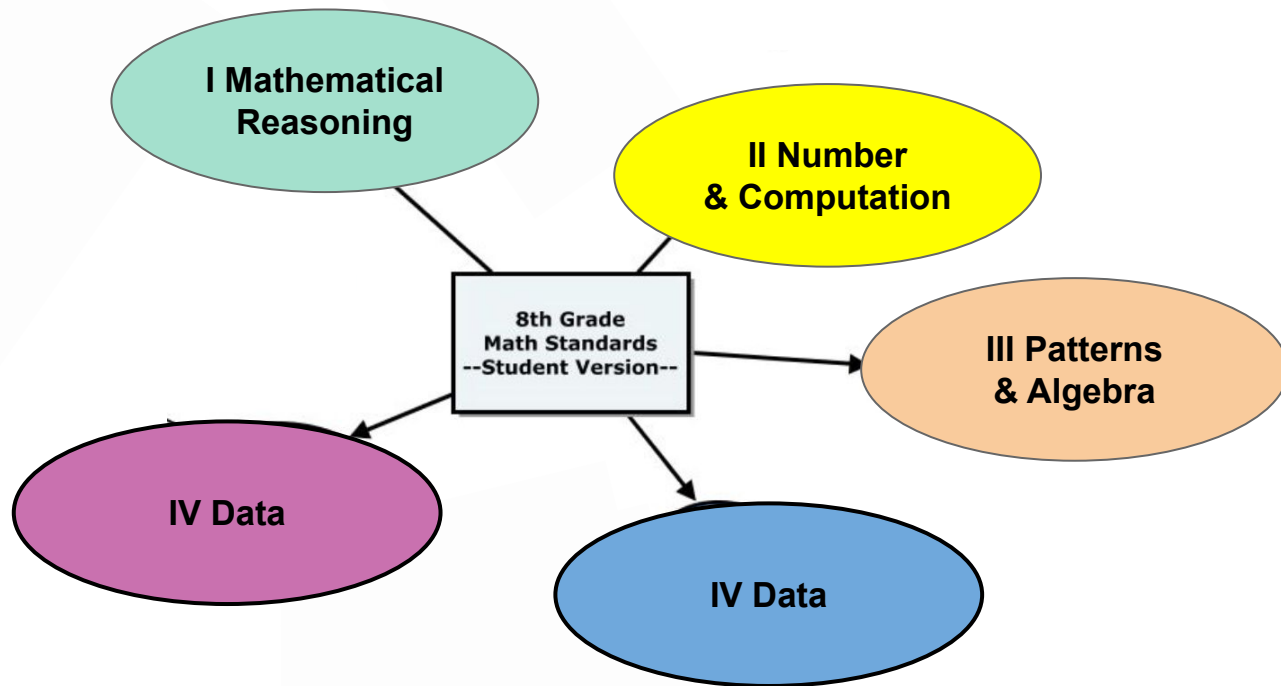 I Mathematical
Reasoning
II Number
& Computation
8th Grade
Math Standards
--Student Version--
III Patterns
& Algebra
IV Data
IV Data